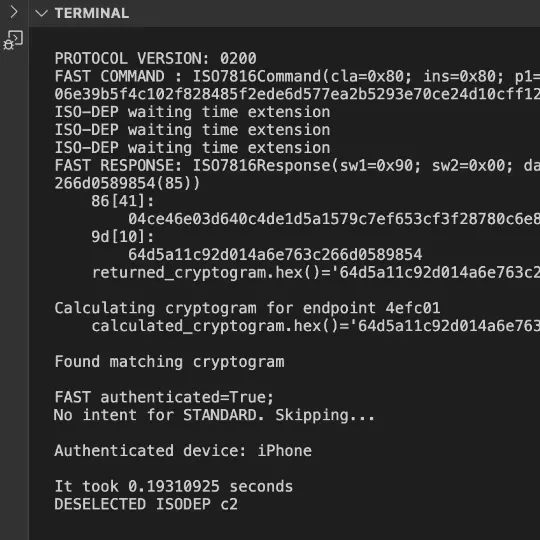 TERMINAL
PROTOCOL VERSION: 0200
FAST COMMAND : ISO7816Command(cla=0x80; ins=0x80; p1=
06e39b5f4c102f828485f2ede6d577ea2b5293e70ce24d10cff12
ISO-DEP waiting time extension
ISO-DEP waiting time extension
ISO-DEP waiting time extension
FAST RESPONSE: ISO7816Response(sw1=0x90; sw2=0x00; da
266d0589854(85))
86[41]:
04ce46e03d640c4de1d5a1579c7ef653cf3f28780c6e8
9d[10]:
64d5a11c92d014a6e763c266d0589854
returned_cryptogram.hex()='64d5a11c92d014a6e763c2
Calculating cryptogram for endpoint 4efc01
calculated_cryptogram.hex()='64d5a11c92d014a6e763
Found matching cryptogram
FAST authenticated=True;
No intent for STANDARD. Skipping...
Authenticated device: iPhone
It took 0.19310925 seconds
DESELECTED ISODEP c2